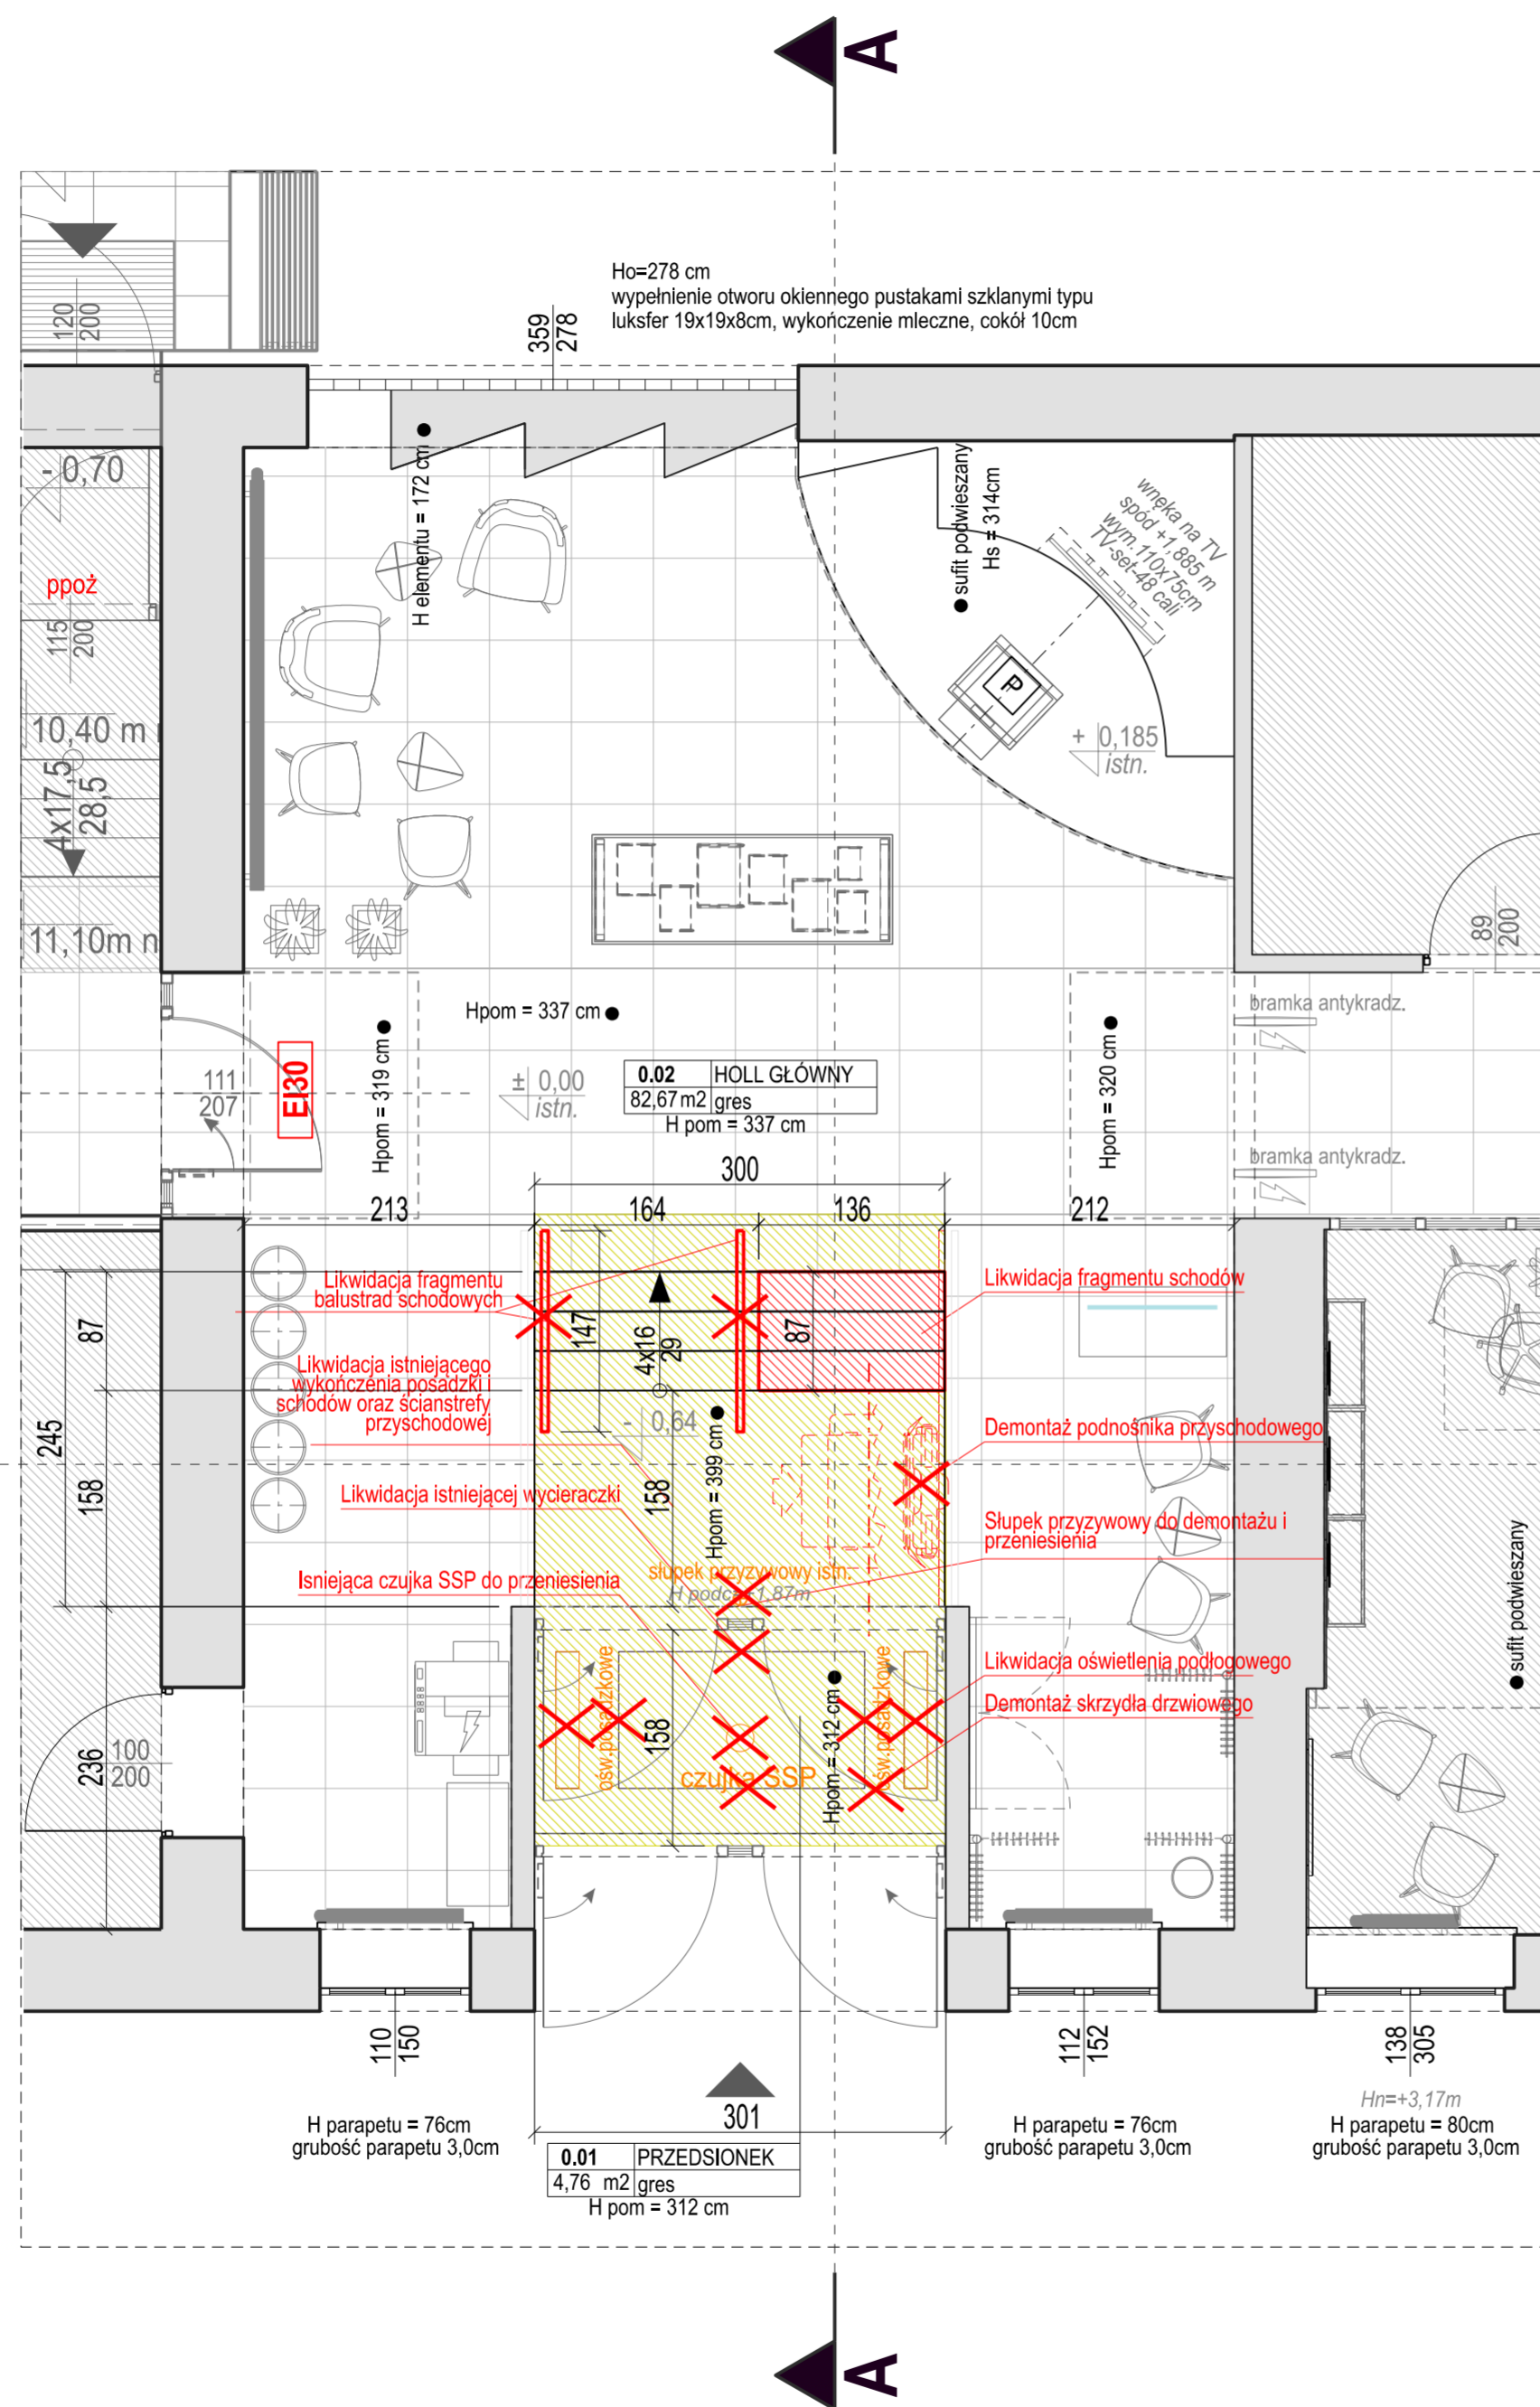 A
Ho=278 cm
wypełnienie otworu okiennego pustakami szklanymi typu
luksfer 19x19x8cm, wykończenie mleczne, cokół 10cm
120
200
359
278
- 0,70
ppoż
115
200
10,40 m
4x17,5
28,5
11,10m n
H elementu = 172 cm
sufit podwieszany
Hs = 314cm
wnęka na TV
spód +1,885 m
wym.110x75cm
TV-set-48 cali
P
+ 0,185
istn.
89
200
bramka antykradz.
Hpom = 337 cm
111
207
EI30
Hpom = 319 cm
± 0,00
istn.
0.02 HOLL GŁÓWNY
82,67 m2 gres
H pom = 337 cm
Hpom = 320 cm
bramka antykradz.
300
213
164
136
212
Likwidacja fragmentu
balustrad schodowych
147
4x16
29
87
Likwidacja fragmentu schodów
87
245
158
Likwidacja istniejącego
wykończenia posadzki i
schodów oraz ścianstrefy
przyschodowej
- 0,64
Hpom = 399 cm
158
Demontaż podnośnika przyschodowego
Likwidacja istniejącej wycieraczki
Słupek przyzywowy do demontażu i
przeniesienia
Isniejąca czujka SSP do przeniesienia
słupek przyzywowy istn.
H podc.=1.87m
sufit podwieszany
Likwidacja oświetlenia podłogowego
Demontaż skrzydła drzwiowego
ośw.posadzkowe
158
czujka SSP
Hpom = 312 cm
ośw.posadzkowe
236
100
200
110
150
112
152
138
305
Hn=+3,17m
H parapetu = 76cm
grubość parapetu 3,0cm
301
H parapetu = 76cm
grubość parapetu 3,0cm
H parapetu = 80cm
grubość parapetu 3,0cm
0.01 PRZEDSIONEK
4,76 m2 gres
H pom = 312 cm
A